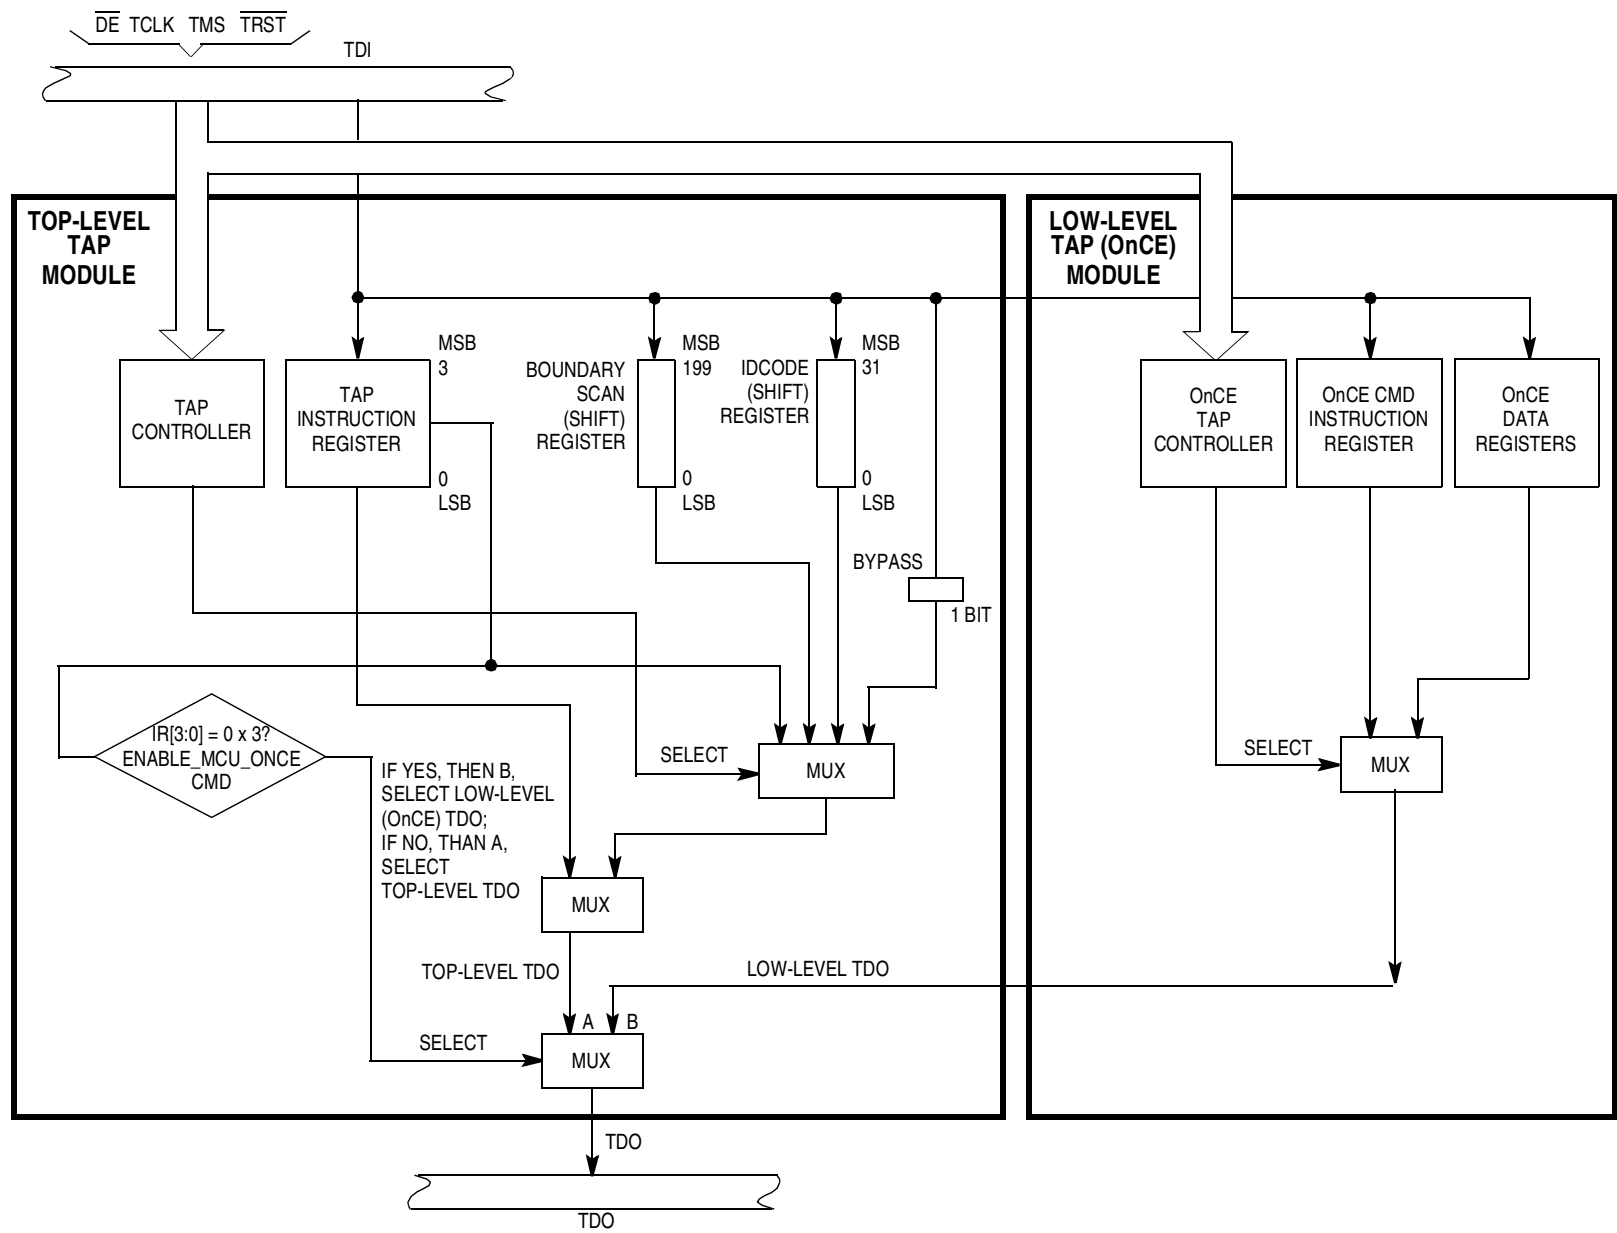 DE TCLK TMS TRST
TDI
TOP-LEVEL
TAP
MODULE
LOW-LEVEL
TAP (OnCE)
MODULE
TAP
CONTROLLER
TAP
INSTRUCTION
REGISTER
MSB
3
0
LSB
BOUNDARY
SCAN
(SHIFT)
REGISTER
MSB
199
0
LSB
IDCODE
(SHIFT)
REGISTER
MSB
31
0
LSB
BYPASS
1 BIT
OnCE
TAP
CONTROLLER
OnCE CMD
INSTRUCTION
REGISTER
OnCE
DATA
REGISTERS
IR[3:0] = 0 x 3?
ENABLE_MCU_ONCE
CMD
IF YES, THEN B,
SELECT LOW-LEVEL
(OnCE) TDO;
IF NO, THAN A,
SELECT
TOP-LEVEL TDO
SELECT
MUX
SELECT
MUX
MUX
TOP-LEVEL TDO
LOW-LEVEL TDO
A
B
SELECT
MUX
TDO
TDO